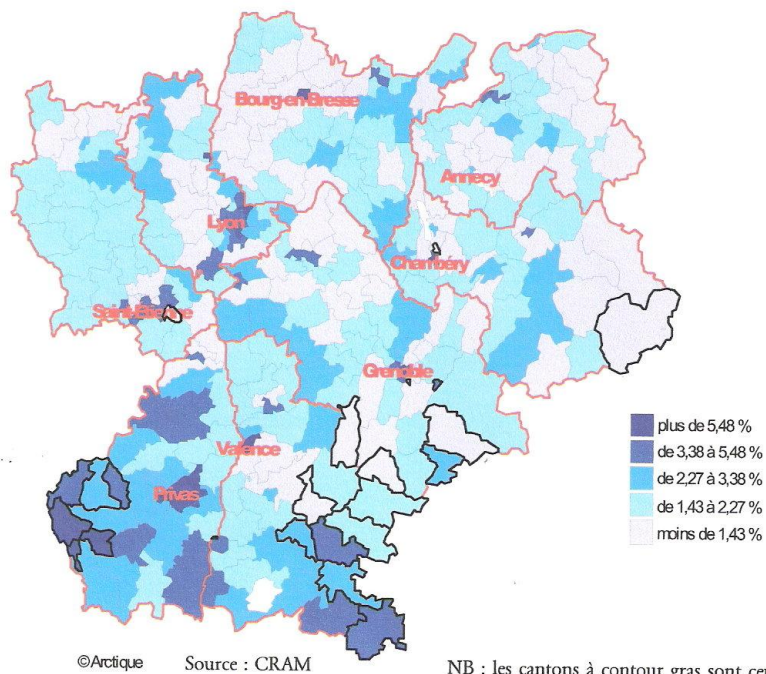 Bourg-en-Bresse
Annecy
Lyon
Chambéry
Saint-Etienne
Grenoble
Valence
Privas
plus de 5,48 %
de 3,38 à 5,48 %
de 2,27 à 3,38 %
de 1,43 à 2,27 %
moins de 1,43 %
©Arctique Source : CRAM NB : les cantons à contour gras sont